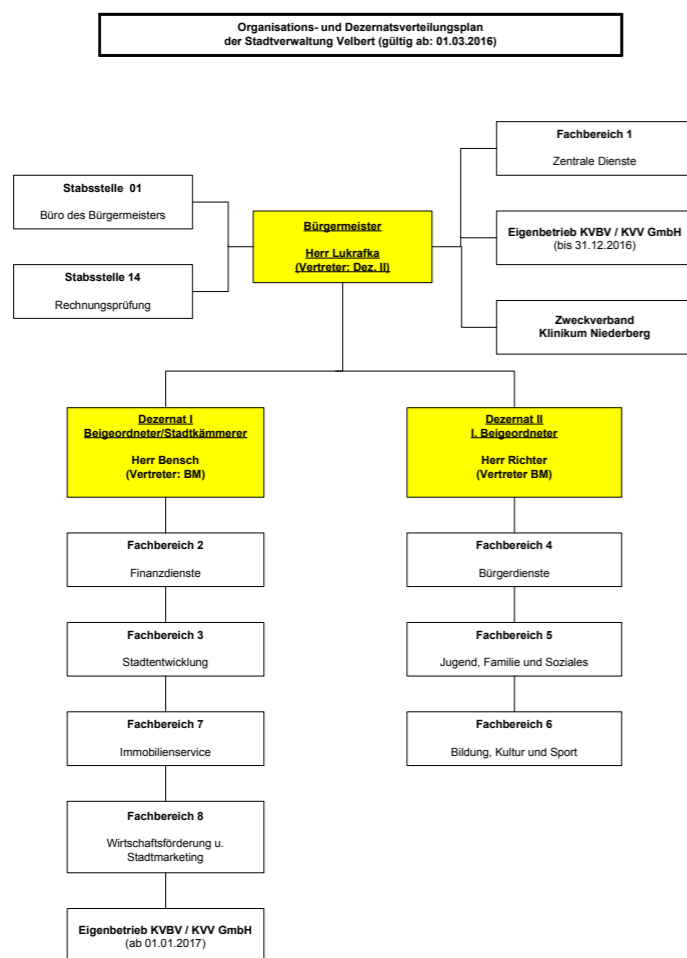 Organisations- und Dezernatsverteilungsplan
der Stadtverwaltung Velbert (gültig ab: 01.03.2016)
Fachbereich 1
Zentrale Dienste
Stabsstelle 01
Büro des Bürgermeisters
Bürgermeister
Herr Lukrafka
(Vertreter: Dez. II)
Eigenbetrieb KVBV / KVV GmbH
(bis 31.12.2016)
Stabsstelle 14
Rechnungsprüfung
Zweckverband
Klinikum Niederberg
Dezernat I
Beigeordneter/Stadtkämmerer
Herr Bensch
(Vertreter: BM)
Dezernat II
I. Beigeordneter
Herr Richter
(Vertreter BM)
Fachbereich 2
Finanzdienste
Fachbereich 4
Bürgerdienste
Fachbereich 3
Stadtentwicklung
Fachbereich 5
Jugend, Familie und Soziales
Fachbereich 7
Immobilienservice
Fachbereich 6
Bildung, Kultur und Sport
Fachbereich 8
Wirtschaftsförderung u.
Stadtmarketing
Eigenbetrieb KVBV / KVV GmbH
(ab 01.01.2017)